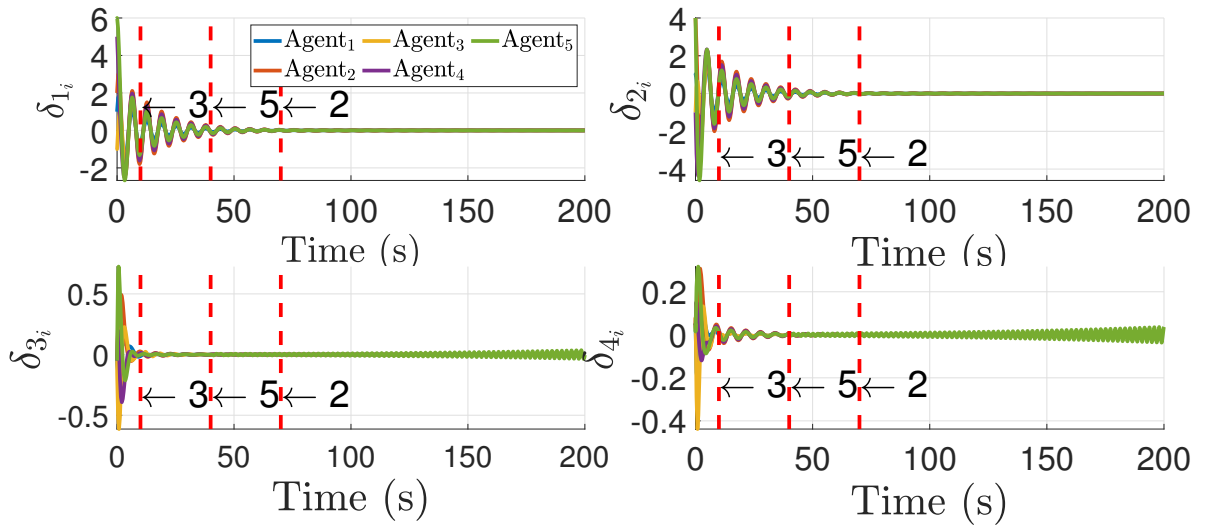 6
4
2
0
-2
δ1i
Agent1 Agent3 Agent5
Agent2 Agent4
← 3 ← 5 ← 2
0 50 100 150 200
Time (s)
4
2
0
-2
-4
δ2i
← 3 ← 5 ← 2
0 50 100 150 200
Time (s)
0.5
0
-0.5
δ3i
← 3 ← 5 ← 2
0 50 100 150 200
Time (s)
0.2
0
-0.2
-0.4
δ4i
← 3 ← 5 ← 2
0 50 100 150 200
Time (s)